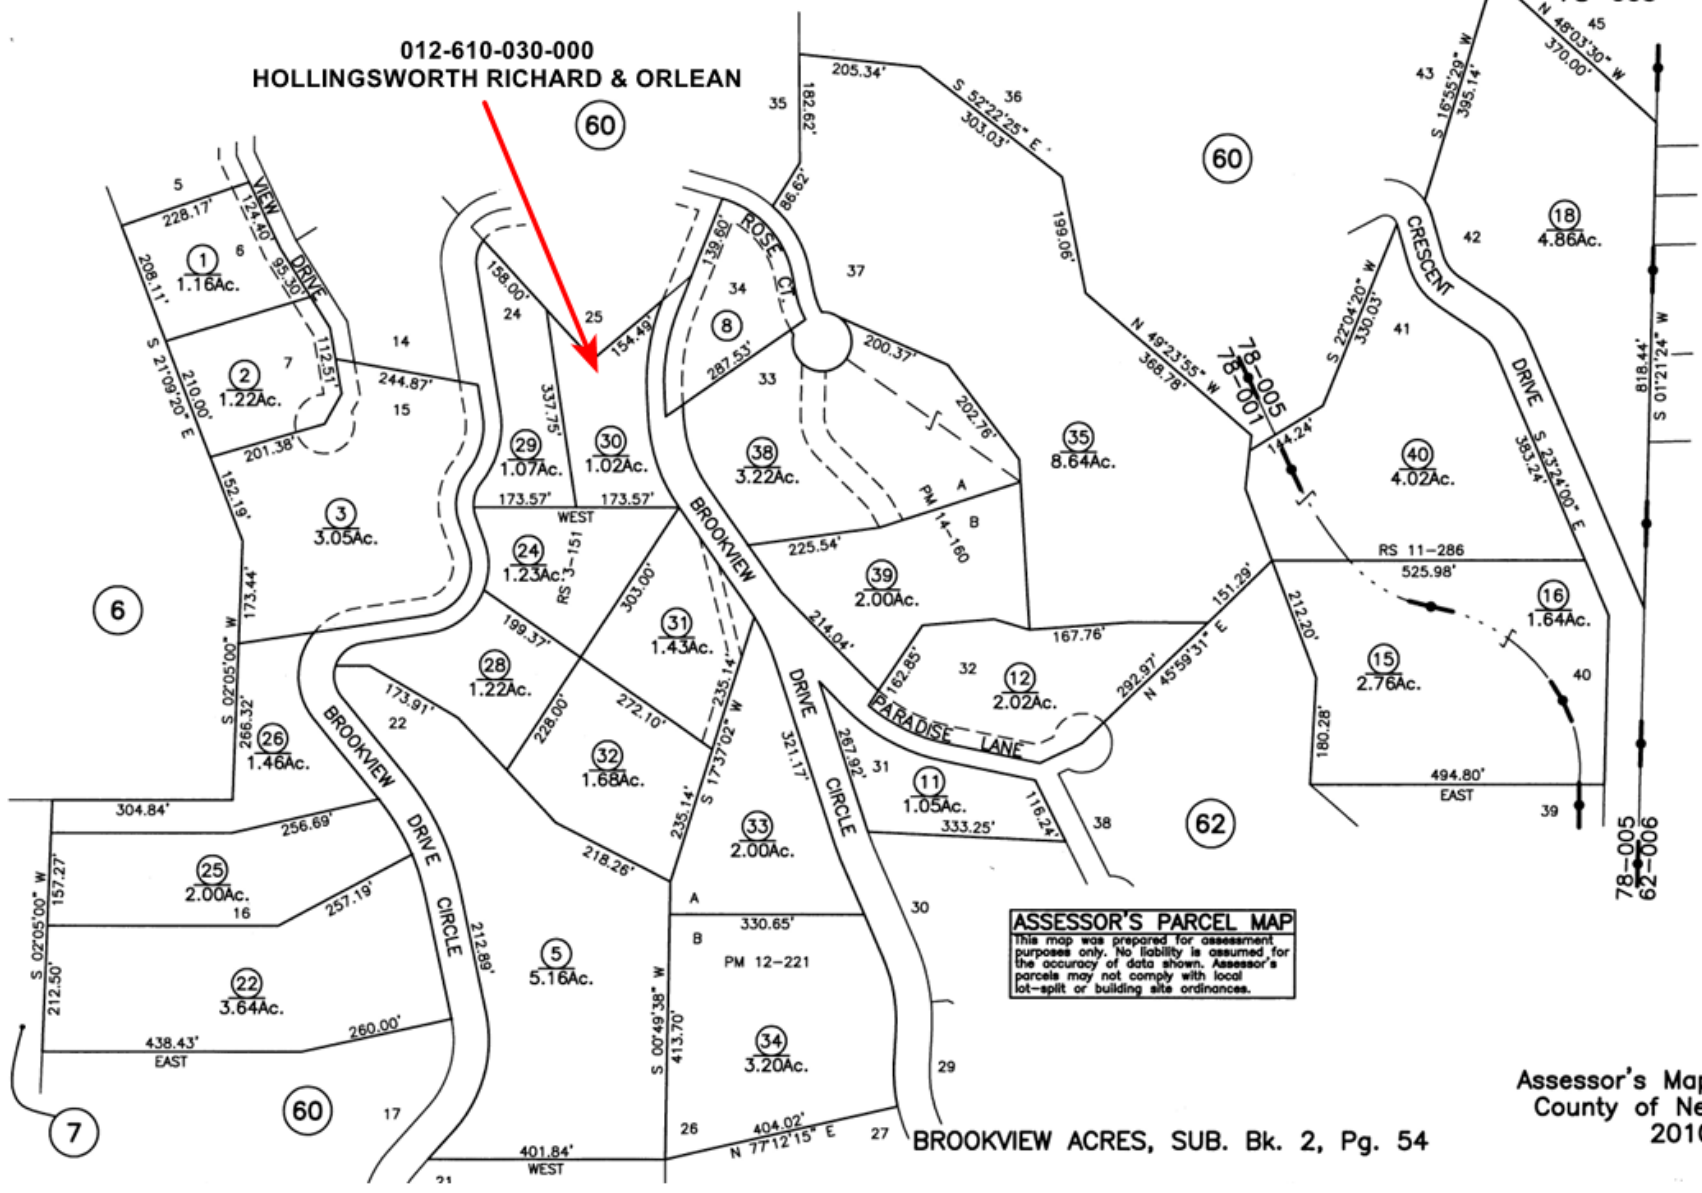 78-005
012-610-030-000
HOLLINGSWORTH RICHARD & ORLEAN
60
35
182.62'
86.62'
205.34'
S 52°22'25" E
303.03'
36
199.06'
37
60
43
S 16°55'29" W
395.14'
N 48°03'30" W
370.00'
45
18
4.86Ac.
42
CRESCENT
DRIVE
818.44'
S 01°21'24" W
5
228.17'
VIEW
DRIVE
124.40'
95.30'
6
1
1.16Ac.
208.11'
S 21°09'20" E
7
2
1.22Ac.
210.00'
112.51'
201.38'
14
244.87'
15
152.19'
3
3.05Ac.
173.44'
S 02°05'00" W
266.32'
6
158.00'
24
25
154.49'
337.75'
29
1.07Ac.
30
1.02Ac.
173.57'
173.57'
WEST
139.60'
ROSE
CT.
34
8
287.53'
33
200.37'
202.76'
38
3.22Ac.
A
PM 14-160
B
225.54'
39
2.00Ac.
35
8.64Ac.
N 49°23'55" W
368.78'
78-005
78-001
144.24'
S 22°04'20" W
330.03'
41
40
4.02Ac.
S 23°24'00" E
383.24'
RS 11-286
525.98'
BROOKVIEW
DRIVE
CIRCLE
24
1.23Ac.
RS 3-151
303.00'
31
1.43Ac.
199.37'
28
1.22Ac.
228.00'
272.10'
235.14'
S 17°37'02" W
235.14'
32
1.68Ac.
173.91'
22
218.26'
214.04'
162.85'
32
12
2.02Ac.
167.76'
151.29'
292.97'
N 45°59'31" E
PARADISE
LANE
267.92'
321.17'
31
11
1.05Ac.
116.24'
333.25'
38
62
212.20'
180.28'
15
2.76Ac.
16
1.64Ac.
40
494.80'
EAST
39
78-005
62-006
26
1.46Ac.
BROOKVIEW
DRIVE
CIRCLE
304.84'
256.69'
157.27'
S 02°05'00" W
25
2.00Ac.
16
257.19'
212.50'
22
3.64Ac.
438.43'
EAST
260.00'
212.89'
5
5.16Ac.
33
2.00Ac.
A
330.65'
B
PM 12-221
S 00°49'38" W
413.70'
34
3.20Ac.
30
29
ASSESSOR'S PARCEL MAP
This map was prepared for assessment
purposes only. No liability is assumed for
the accuracy of data shown. Assessor's
parcels may not comply with local
lot-split or building site ordinances.
7
60
17
21
401.84'
WEST
26
404.02'
N 77°12'15" E
27
BROOKVIEW ACRES, SUB. Bk. 2, Pg. 54
Assessor's Map
County of Ne
2010